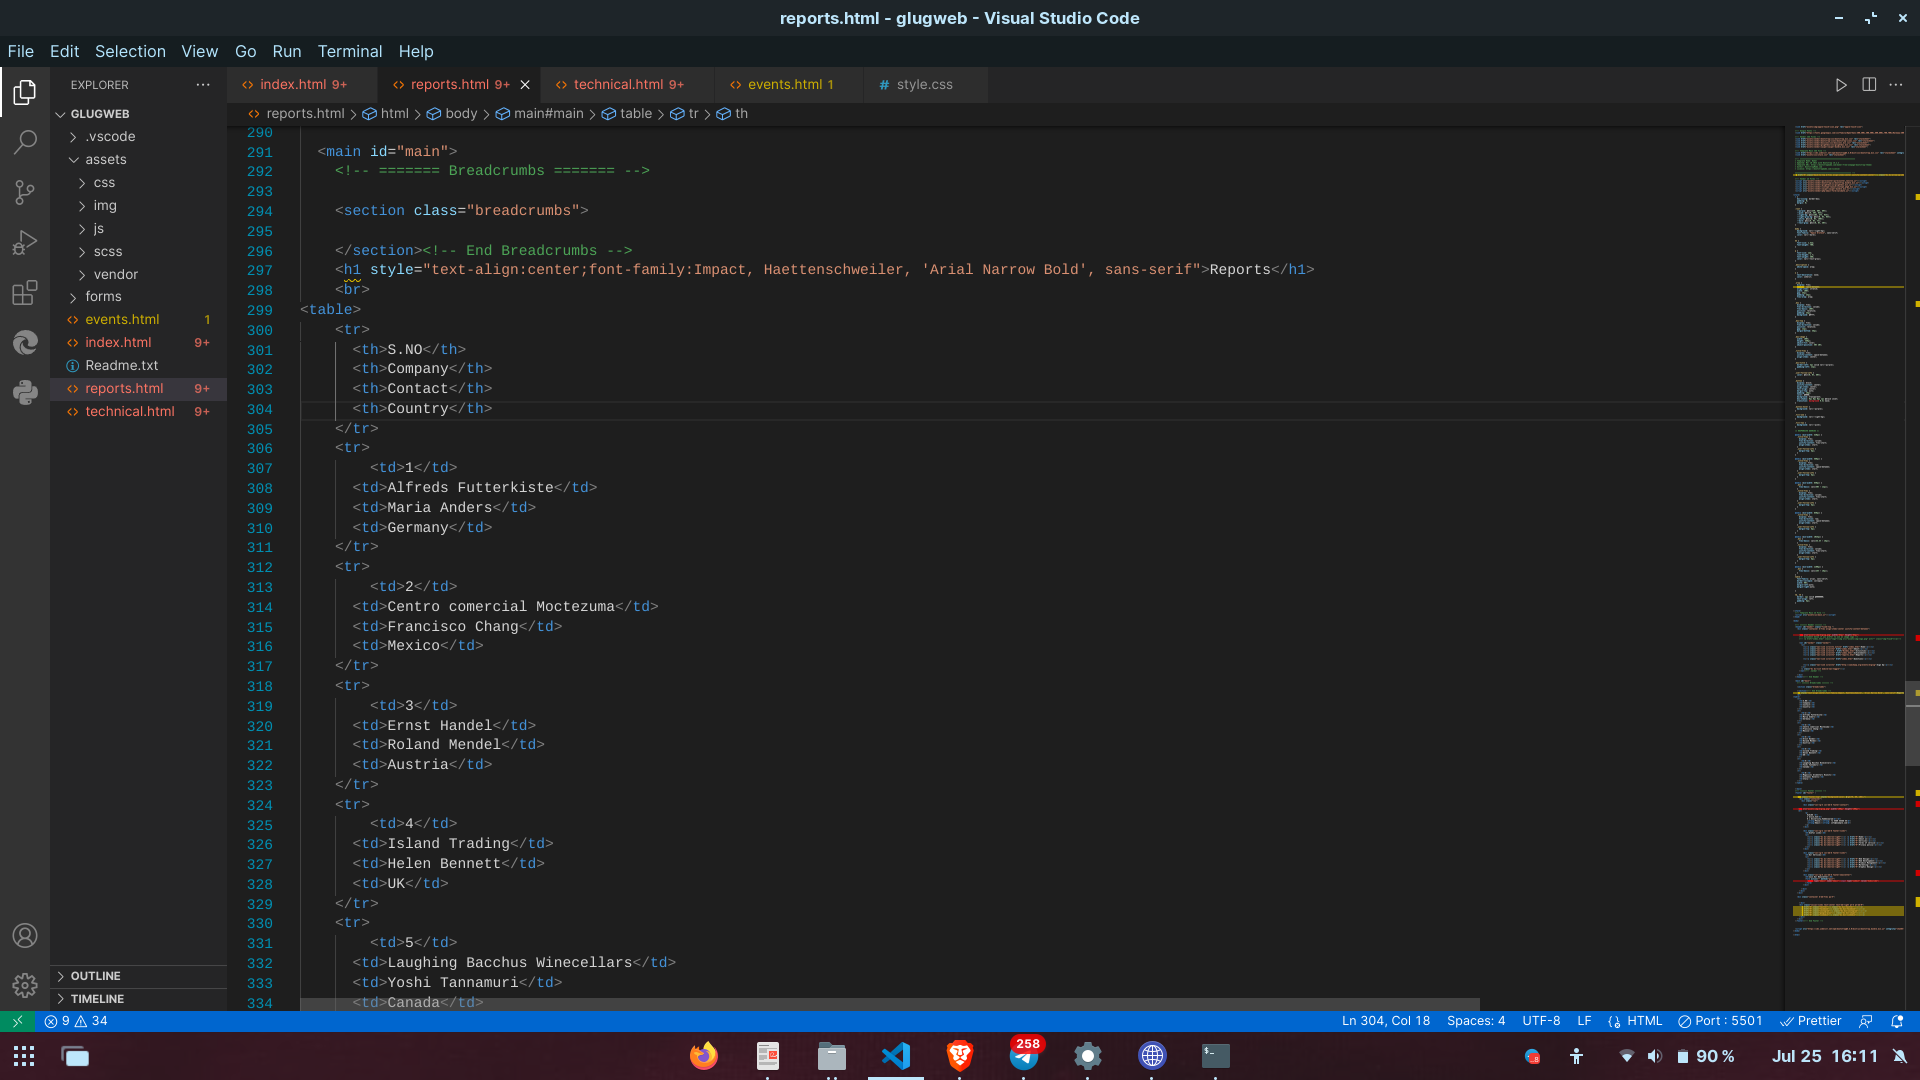 reports.html - glugweb - Visual Studio Code
File Edit Selection View Go Run Terminal Help
EXPLORER
index.html 9+
reports.html 9+
technical.html 9+
events.html 1
# style.css
GLUGWEB
.vscode
assets
css
img
js
scss
vendor
forms
events.html 1
index.html 9+
Readme.txt
reports.html 9+
technical.html 9+
OUTLINE
TIMELINE
reports.html > html > body > main#main > table > tr > th
290
291 <main id="main">
292 <!-- ======= Breadcrumbs ======= -->
293
294 <section class="breadcrumbs">
295
296 </section><!-- End Breadcrumbs -->
297 <h1 style="text-align:center;font-family:Impact, Haettenschweiler, 'Arial Narrow Bold', sans-serif">Reports</h1>
298 <br>
299 <table>
300 <tr>
301 <th>S.NO</th>
302 <th>Company</th>
303 <th>Contact</th>
304 <th>Country</th>
305 </tr>
306 <tr>
307 <td>1</td>
308 <td>Alfreds Futterkiste</td>
309 <td>Maria Anders</td>
310 <td>Germany</td>
311 </tr>
312 <tr>
313 <td>2</td>
314 <td>Centro comercial Moctezuma</td>
315 <td>Francisco Chang</td>
316 <td>Mexico</td>
317 </tr>
318 <tr>
319 <td>3</td>
320 <td>Ernst Handel</td>
321 <td>Roland Mendel</td>
322 <td>Austria</td>
323 </tr>
324 <tr>
325 <td>4</td>
326 <td>Island Trading</td>
327 <td>Helen Bennett</td>
328 <td>UK</td>
329 </tr>
330 <tr>
331 <td>5</td>
332 <td>Laughing Bacchus Winecellars</td>
333 <td>Yoshi Tannamuri</td>
334 <td>Canada</td>
9 34
Ln 304, Col 18 Spaces: 4 UTF-8 LF HTML Port : 5501 Prettier
258
90 % Jul 25 16:11